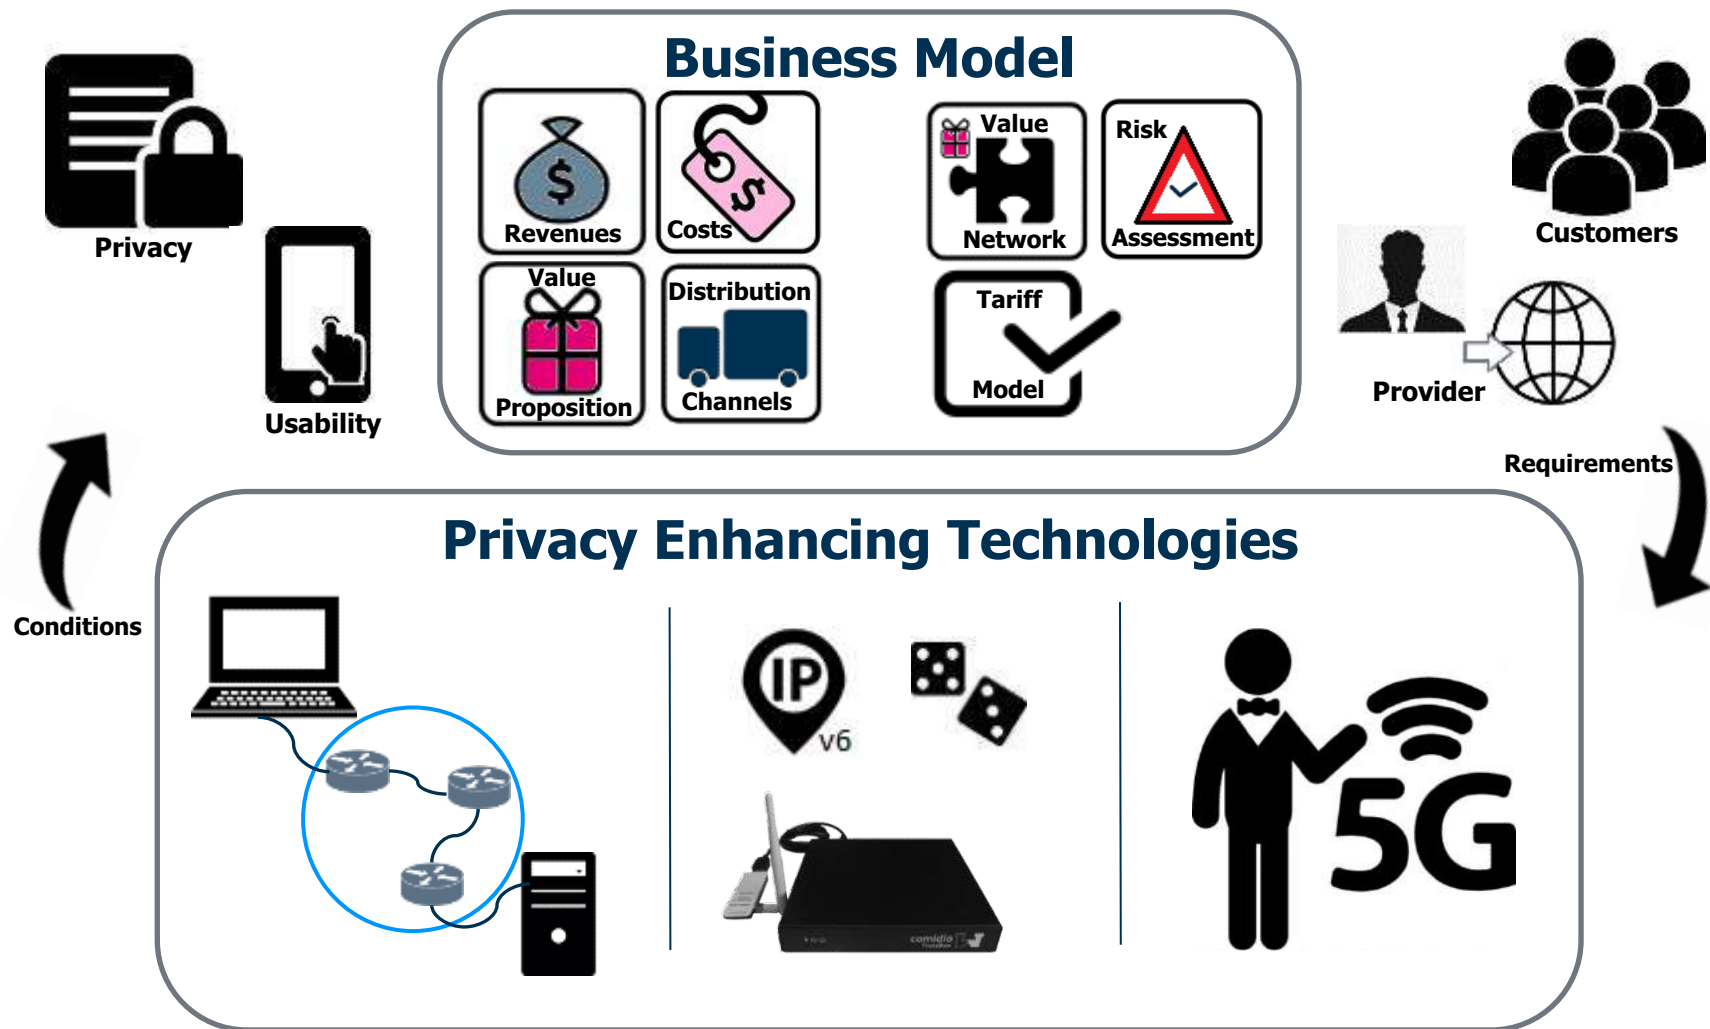 Business Model
Privacy
Usability
$
Revenues
$
Costs
Value
Network
Risk
Assessment
Value
Proposition
Distribution
Channels
Tariff
Model
Customers
Provider
Conditions
Requirements
Privacy Enhancing Technologies
IP
v6
comidio
5G